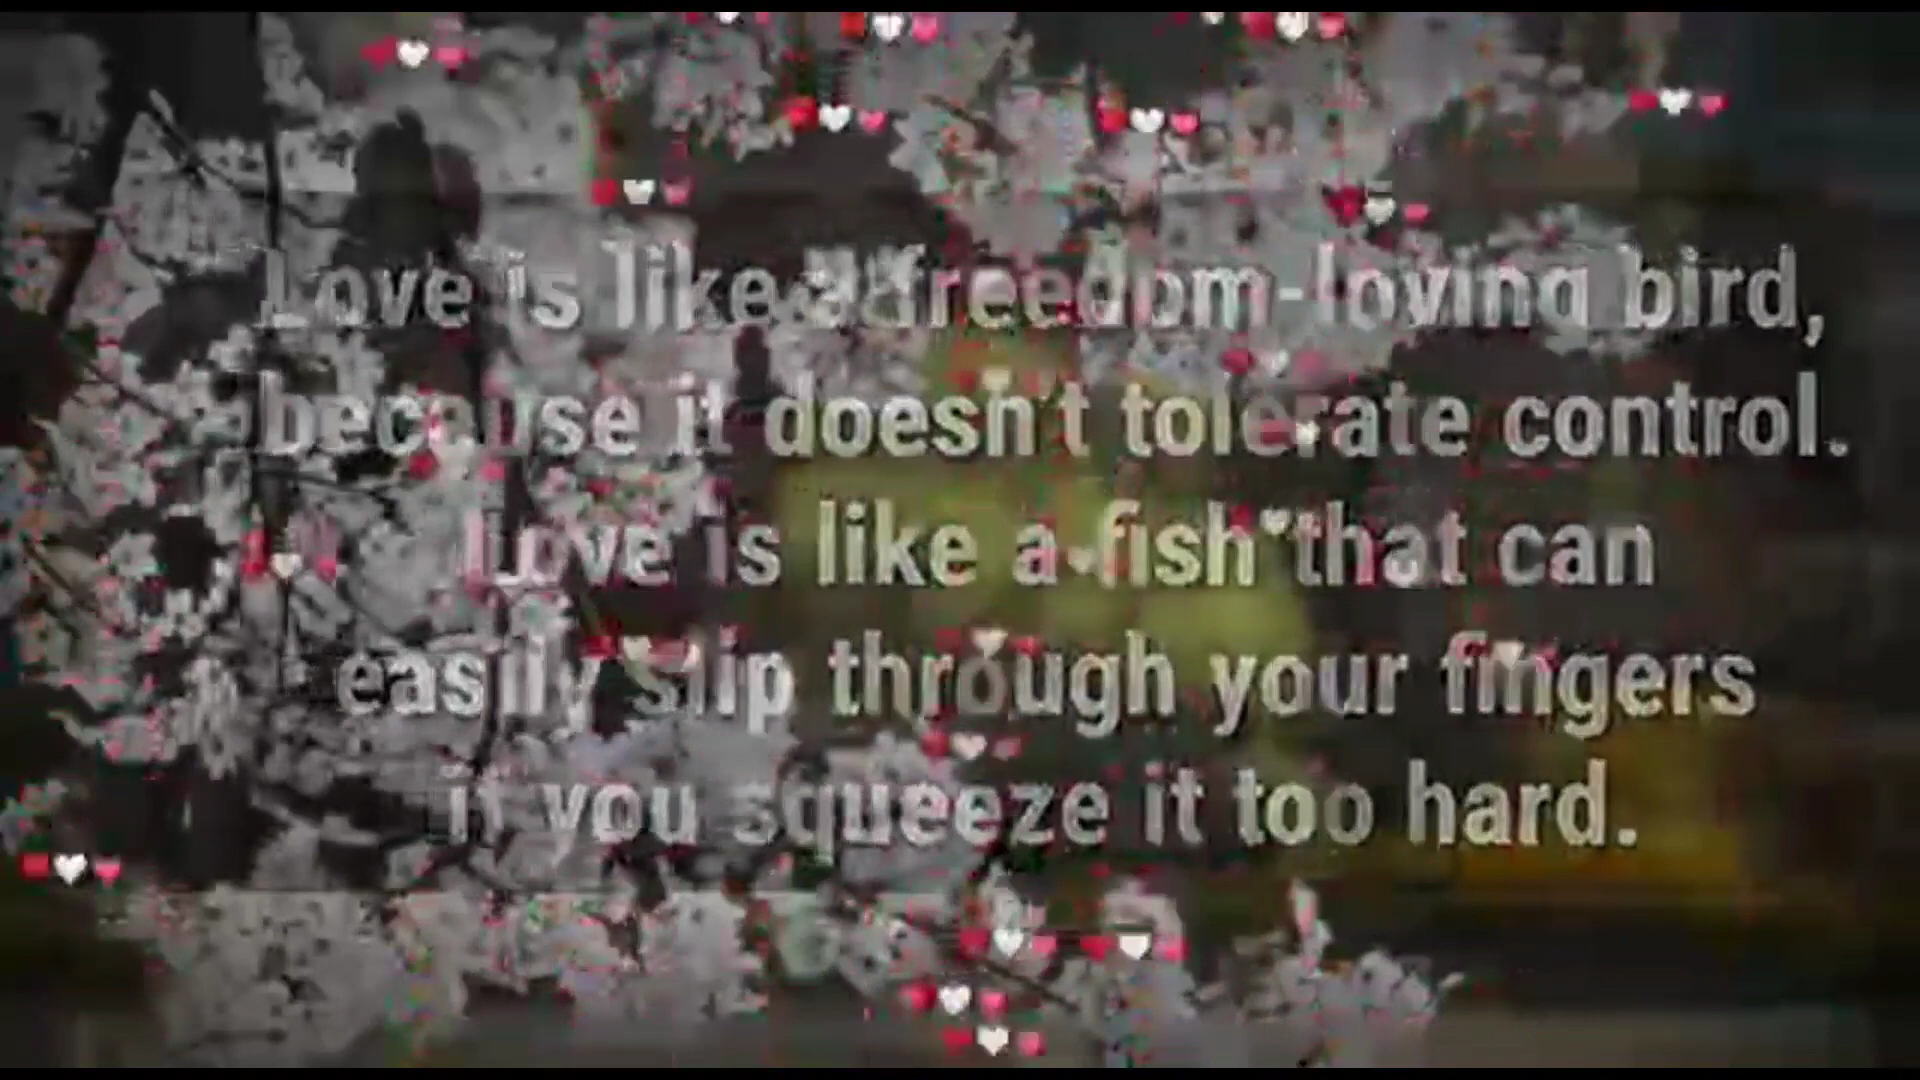 Love is like a freedom-loving bird,
because it doesn't tolerate control.
Love is like a fish that can
easily slip through your fingers
if you squeeze it too hard.